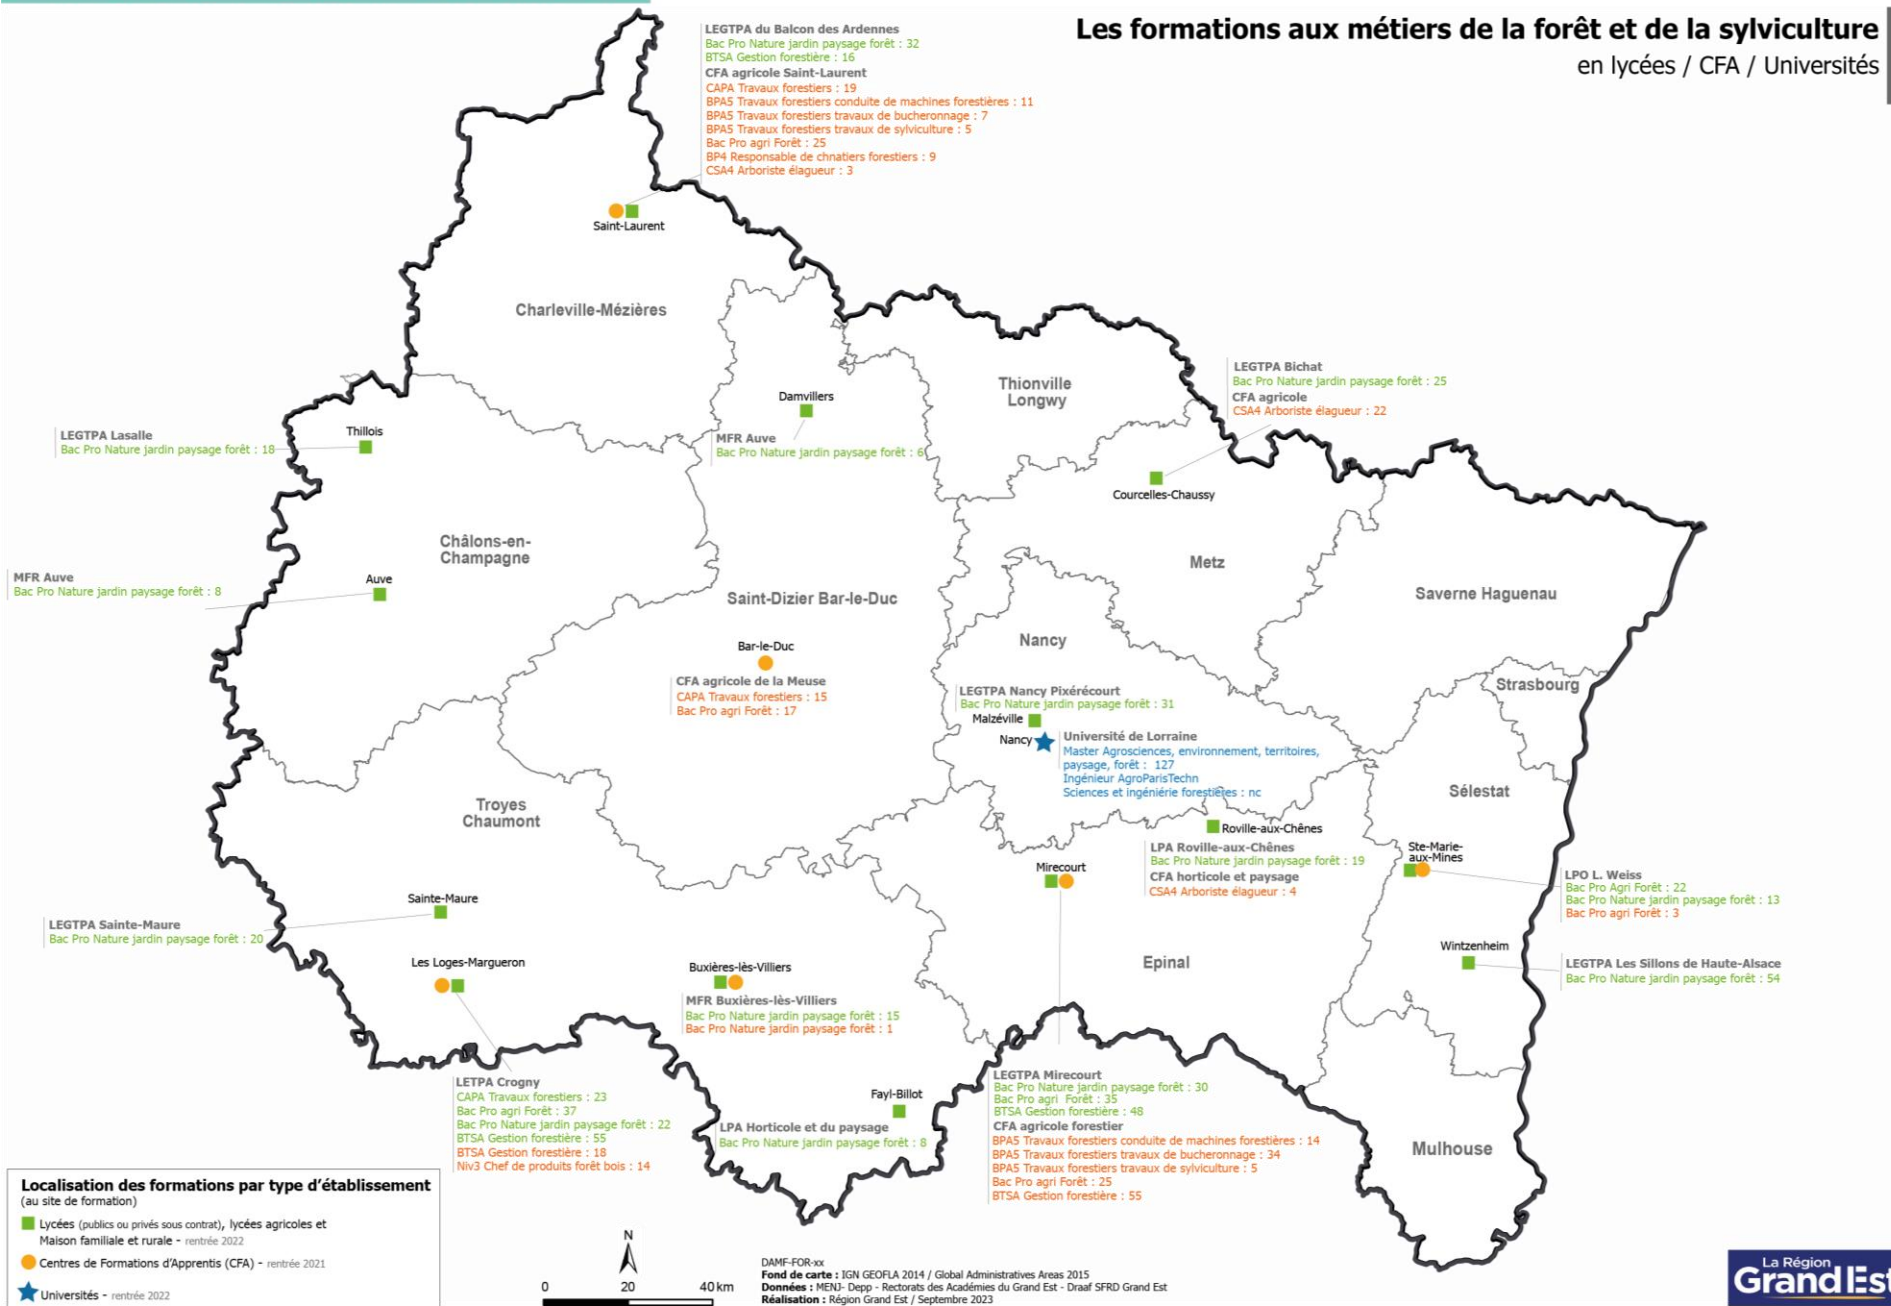 Les formations aux métiers de la forêt et de la sylviculture
en lycées / CFA / Universités
LEGTPA du Balcon des Ardennes
Bac Pro Nature jardin paysage forêt : 32
BTSA Gestion forestière : 16
CFA agricole Saint-Laurent
CAPA Travaux forestiers : 19
BPA5 Travaux forestiers conduite de machines forestières : 11
BPA5 Travaux forestiers travaux de bucheronnage : 7
BPA5 Travaux forestiers travaux de sylviculture : 5
Bac Pro agri Forêt : 25
BP4 Responsable de chnatiers forestiers : 9
CSA4 Arboriste élagueur : 3
Saint-Laurent
Charleville-Mézières
Thionville
Longwy
LEGTPA Bichat
Bac Pro Nature jardin paysage forêt : 25
CFA agricole
CSA4 Arboriste élagueur : 22
Damvillers
MFR Auve
Bac Pro Nature jardin paysage forêt : 6
LEGTPA Lasalle
Bac Pro Nature jardin paysage forêt : 18
Thillois
Courcelles-Chaussy
Châlons-en-
Champagne
Metz
MFR Auve
Bac Pro Nature jardin paysage forêt : 8
Auve
Saint-Dizier Bar-le-Duc
Saverne Haguenau
Nancy
Bar-le-Duc
CFA agricole de la Meuse
CAPA Travaux forestiers : 15
Bac Pro agri Forêt : 17
Strasbourg
LEGTPA Nancy Pixérécourt
Bac Pro Nature jardin paysage forêt : 31
Malzéville
Nancy
Université de Lorraine
Master Agrosciences, environnement, territoires,
paysage, forêt : 127
Ingénieur AgroParisTechn
Sciences et ingéniérie forestières : nc
Troyes
Chaumont
Sélestat
Roville-aux-Chênes
LPA Roville-aux-Chênes
Bac Pro Nature jardin paysage forêt : 19
CFA horticole et paysage
CSA4 Arboriste élagueur : 4
Mirecourt
Ste-Marie-
aux-Mines
LPO L. Weiss
Bac Pro Agri Forêt : 22
Bac Pro Nature jardin paysage forêt : 13
Bac Pro agri Forêt : 3
Sainte-Maure
LEGTPA Sainte-Maure
Bac Pro Nature jardin paysage forêt : 20
Les Loges-Margueron
Buxières-lès-Villiers
MFR Buxières-lès-Villiers
Bac Pro Nature jardin paysage forêt : 15
Bac Pro Nature jardin paysage forêt : 1
Epinal
Wintzenheim
LEGTPA Les Sillons de Haute-Alsace
Bac Pro Nature jardin paysage forêt : 54
LETPA Crogny
CAPA Travaux forestiers : 23
Bac Pro agri Forêt : 37
Bac Pro Nature jardin paysage forêt : 22
BTSA Gestion forestière : 55
BTSA Gestion forestière : 18
Niv3 Chef de produits forêt bois : 14
Fayl-Billot
LPA Horticole et du paysage
Bac Pro Nature jardin paysage forêt : 8
LEGTPA Mirecourt
Bac Pro Nature jardin paysage forêt : 30
Bac Pro agri Forêt : 35
BTSA Gestion forestière : 48
CFA agricole forestier
BPA5 Travaux forestiers conduite de machines forestières : 14
BPA5 Travaux forestiers travaux de bucheronnage : 34
BPA5 Travaux forestiers travaux de sylviculture : 5
Bac Pro agri Forêt : 25
BTSA Gestion forestière : 55
Mulhouse
Localisation des formations par type d'établissement
(au site de formation)
Lycées (publics ou privés sous contrat), lycées agricoles et
Maison familiale et rurale - rentrée 2022
Centres de Formations d'Apprentis (CFA) - rentrée 2021
Universités - rentrée 2022
N
0 20 40 km
DAMF-FOR-xx
Fond de carte : IGN GEOFLA 2014 / Global Administratives Areas 2015
Données : MENJ- Depp - Rectorats des Académies du Grand Est - Draaf SFRD Grand Est
Réalisation : Région Grand Est / Septembre 2023
La Région
Grand Est